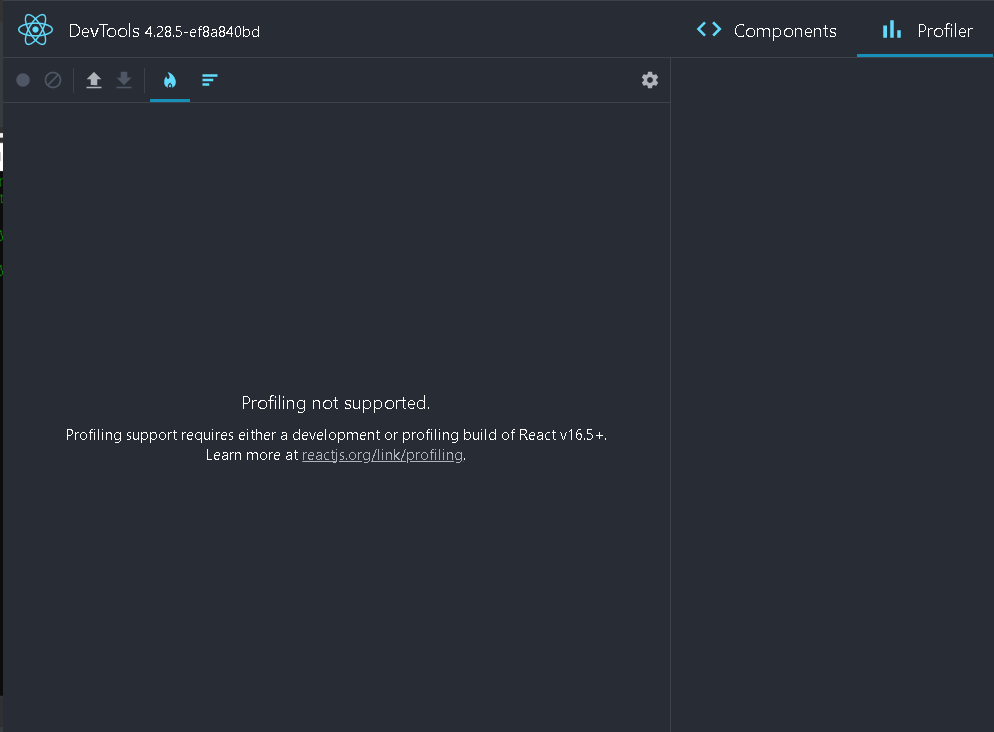 DevTools 4.28.5-ef8a840bd
Components
Profiler
Profiling not supported.
Profiling support requires either a development or profiling build of React v16.5+.
Learn more at reactjs.org/link/profiling.